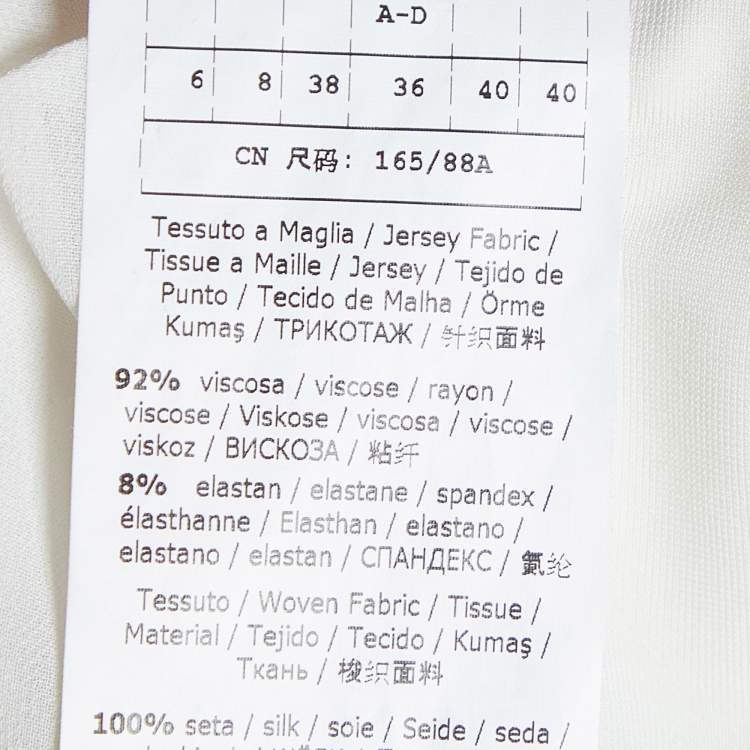 A-D
6 8 38 36 40 40
CN 尺码: 165/88A
Tessuto a Maglia / Jersey Fabric /
Tissue a Maille / Jersey / Tejido de
Punto / Tecido de Malha / Örme
Kumaş / ТРИКОТАЖ / 针织面料
92% viscosa / viscose / rayon /
viscose / Viskose / viscosa / viscose /
viskoz / ВИСКОЗА / 粘纤
8% elastan / elastane / spandex /
élasthanne / Elasthan / elastano /
elastano / elastan / СПАНДЕКС / 氨纶
Tessuto / Woven Fabric / Tissue /
Material / Tejido / Tecido / Kumaş /
Ткань / 梭织面料
100% seta / silk / soie / Seide / seda /